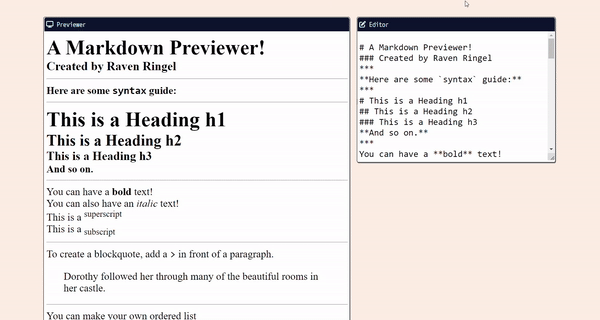 Previewer
A Markdown Previewer!
Created by Raven Ringel
Here are some syntax guide:
This is a Heading h1
This is a Heading h2
This is a Heading h3
And so on.
You can have a bold text!
You can also have an italic text!
This is a superscript
This is a subscript
To create a blockquote, add a > in front of a paragraph.
Dorothy followed her through many of the beautiful rooms in
her castle.
You can make your own ordered list
Editor
# A Markdown Previewer!
### Created by Raven Ringel
***
**Here are some `syntax` guide:**
***
# This is a Heading h1
## This is a Heading h2
### This is a Heading h3
**And so on.**
***
You can have a **bold** text!